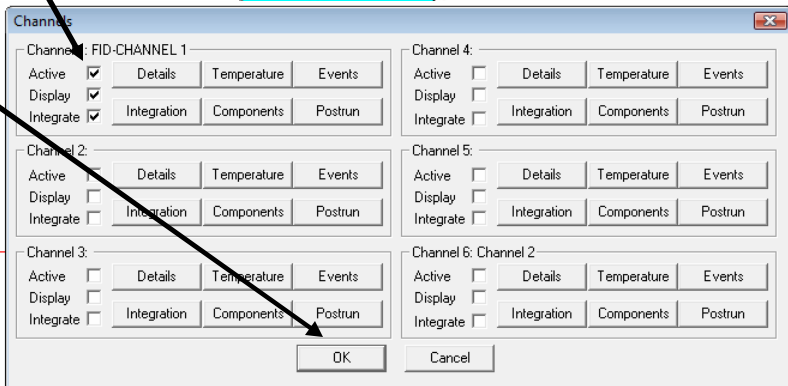 Channels
Channel 1: FID-CHANNEL 1
Active Details Temperature Events
Display
Integrate Integration Components Postrun
Channel 4:
Active Details Temperature Events
Display
Integrate Integration Components Postrun
Channel 2:
Active Details Temperature Events
Display
Integrate Integration Components Postrun
Channel 5:
Active Details Temperature Events
Display
Integrate Integration Components Postrun
Channel 3:
Active Details Temperature Events
Display
Integrate Integration Components Postrun
Channel 6: Channel 2
Active Details Temperature Events
Display
Integrate Integration Components Postrun
OK Cancel